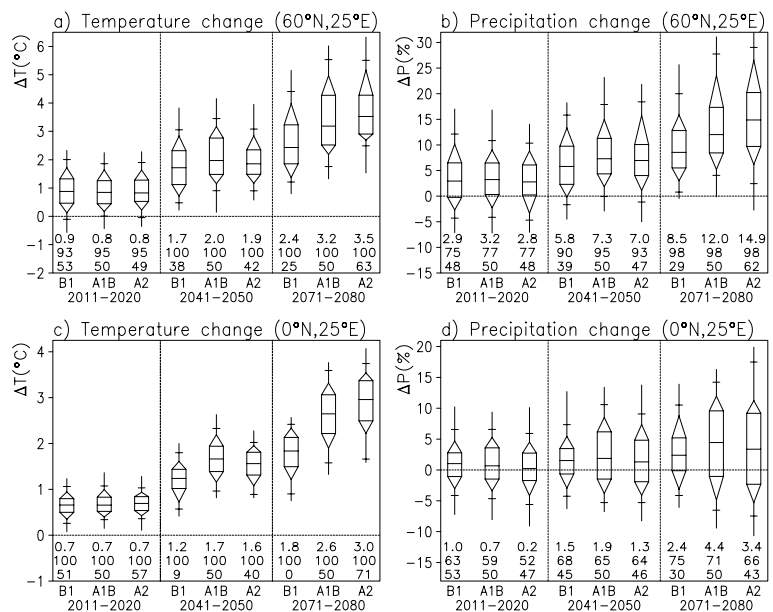 a) Temperature change (60°N,25°E)
ΔT(°C)
6
5
4
3
2
1
0
−1
−2
0.9 0.8 0.8 1.7 2.0 1.9 2.4 3.2 3.5
93 95 95 100 100 100 100 100 100
53 50 49 38 50 42 25 50 63
B1 A1B A2 B1 A1B A2 B1 A1B A2
2011−2020 2041−2050 2071−2080
b) Precipitation change (60°N,25°E)
ΔP(%)
30
25
20
15
10
5
0
−5
−10
−15
2.9 3.2 2.8 5.8 7.3 7.0 8.5 12.0 14.9
75 77 77 90 95 93 98 98 98
48 50 48 39 50 47 29 50 62
B1 A1B A2 B1 A1B A2 B1 A1B A2
2011−2020 2041−2050 2071−2080
c) Temperature change (0°N,25°E)
ΔT(°C)
4
3
2
1
0
−1
0.7 0.7 0.7 1.2 1.7 1.6 1.8 2.6 3.0
100 100 100 100 100 100 100 100 100
51 50 57 9 50 40 0 50 71
B1 A1B A2 B1 A1B A2 B1 A1B A2
2011−2020 2041−2050 2071−2080
d) Precipitation change (0°N,25°E)
ΔP(%)
20
15
10
5
0
−5
−10
−15
1.0 0.7 0.2 1.5 1.9 1.3 2.4 4.4 3.4
63 59 52 68 65 64 75 71 66
53 50 47 45 50 46 30 50 43
B1 A1B A2 B1 A1B A2 B1 A1B A2
2011−2020 2041−2050 2071−2080